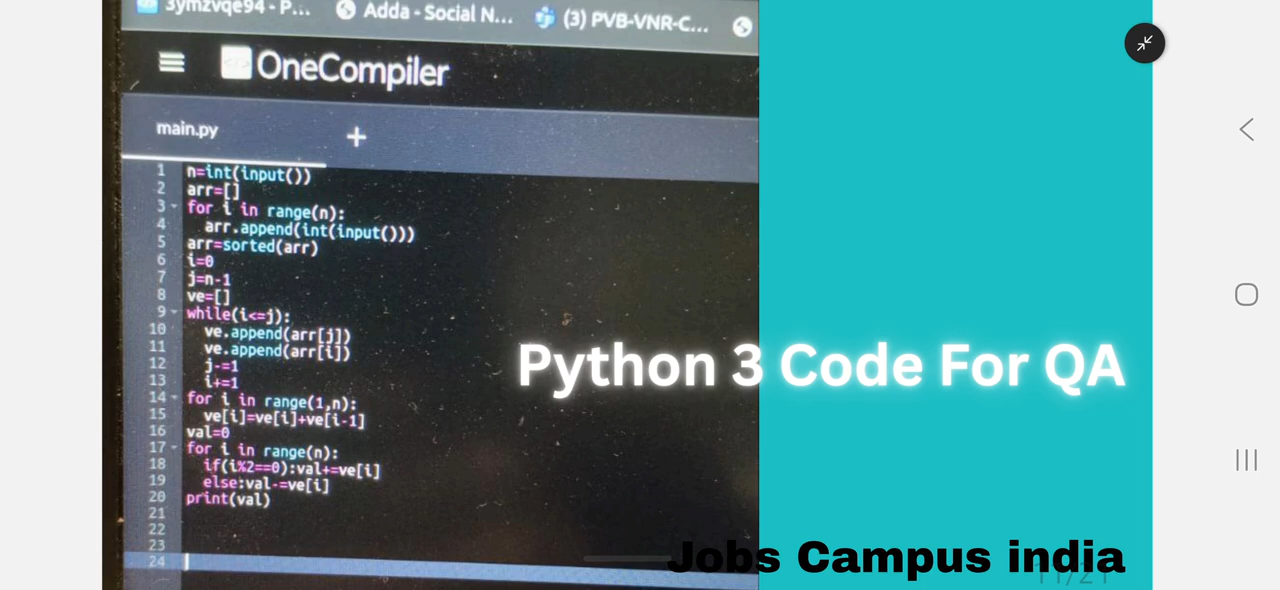 3ymzvqe94 - P... Adda - Social N... (3) PVB-VNR-C...
OneCompiler
main.py +
1 n=int(input())
2 arr=[]
3 for i in range(n):
4 arr.append(int(input()))
5 arr=sorted(arr)
6 i=0
7 j=n-1
8 ve=[]
9 while(i<=j):
10 ve.append(arr[j])
11 ve.append(arr[i])
12 j-=1
13 i+=1
14 for i in range(1,n):
15 ve[i]=ve[i]+ve[i-1]
16 val=0
17 for i in range(n):
18 if(i%2==0):val+=ve[i]
19 else:val-=ve[i]
20 print(val)
21
22
23
24
Python 3 Code For QA
Jobs Campus india
11/21